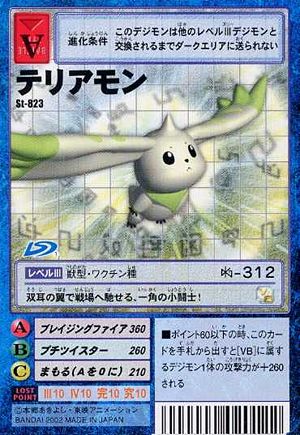 V
進化条件
このデジモンは他のレベルⅢデジモンと
交換されるまでダークエリアに送られない
テリアモン
St-823
レベルⅢ 獣型・ワクチン種
-312
双耳の翼で戦場へ馳せる、一角の小闘士!
A ブレイジングファイア 360
B プチツイスター 260
C まもる(Aを0に) 210
LOST POINT Ⅲ10 Ⅳ10 完10 究10
■ポイント60以下の時、このカー
ドを手札から出すと[VB]に属す
るデジモン1体の攻撃力が+260
される
©本郷あきよし・東映アニメーション
BANDAI 2002 MADE IN JAPAN